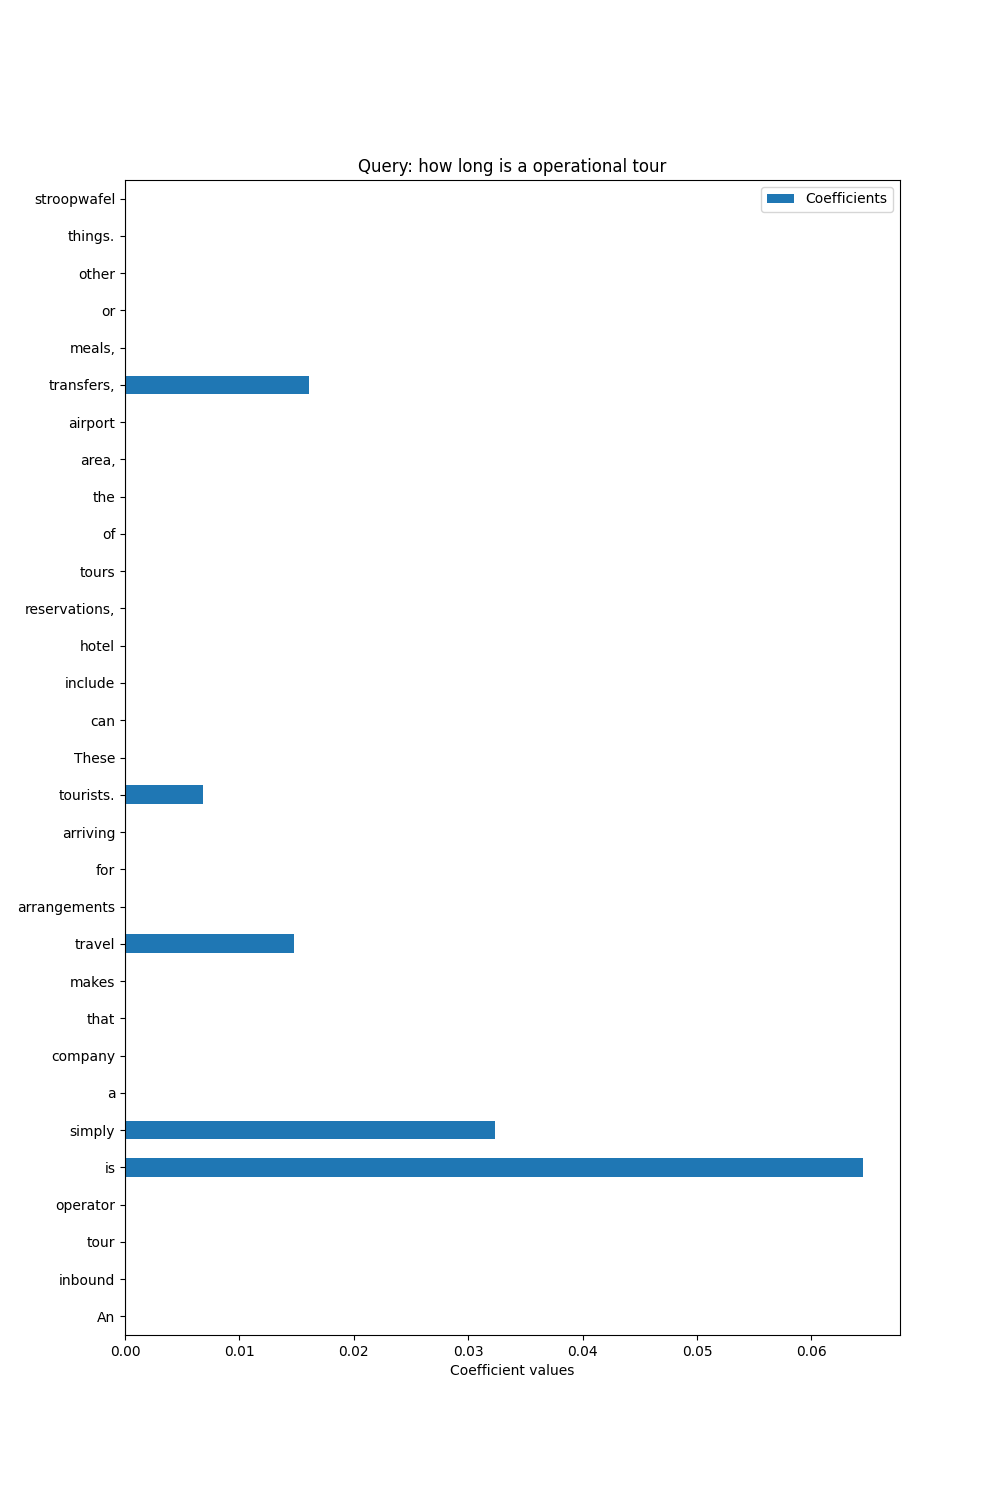 Query: how long is a operational tour
Coefficients
stroopwafel
things.
other
or
meals,
transfers,
airport
area,
the
of
tours
reservations,
hotel
include
can
These
tourists.
arriving
for
arrangements
travel
makes
that
company
a
simply
is
operator
tour
inbound
An
0.00 0.01 0.02 0.03 0.04 0.05 0.06
Coefficient values